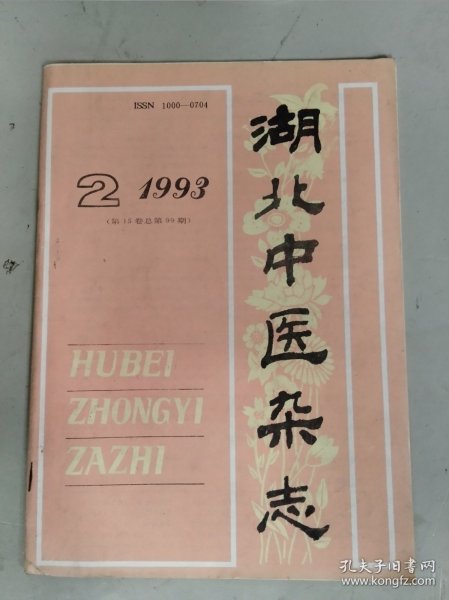 ISSN 1000—0704
2 1993
(第15卷总第99期)
湖北中医杂志
HUBEI
ZHONGYI
ZAZHI
孔夫子旧书网
www.kongfz.com